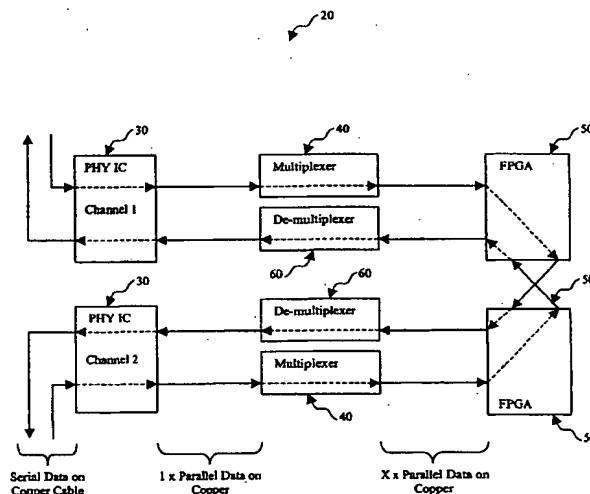 20
30
40
50
PHY IC
Multiplexer
FPGA
Channel 1
De-multiplexer
60
60
30
50
PHY IC
De-multiplexer
Channel 2
Multiplexer
FPGA
40
Serial Data on
Copper Cable
1 x Parallel Data on
Copper
X x Parallel Data on
Copper